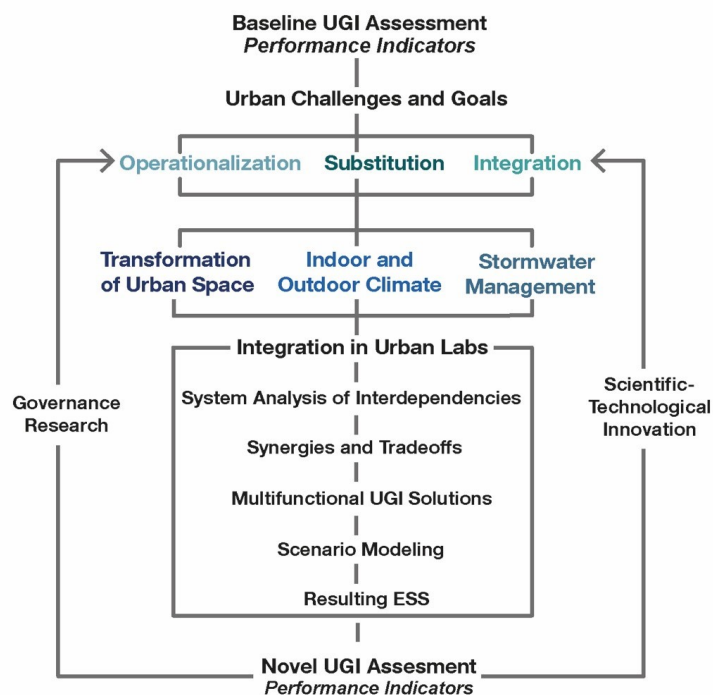 Baseline UGI Assessment
Performance Indicators
Urban Challenges and Goals
Operationalization Substitution Integration
Transformation
of Urban Space
Indoor and
Outdoor Climate
Stormwater
Management
Integration in Urban Labs
System Analysis of Interdependencies
Synergies and Tradeoffs
Multifunctional UGI Solutions
Scenario Modeling
Resulting ESS
Governance
Research
Scientific-
Technological
Innovation
Novel UGI Assesment
Performance Indicators